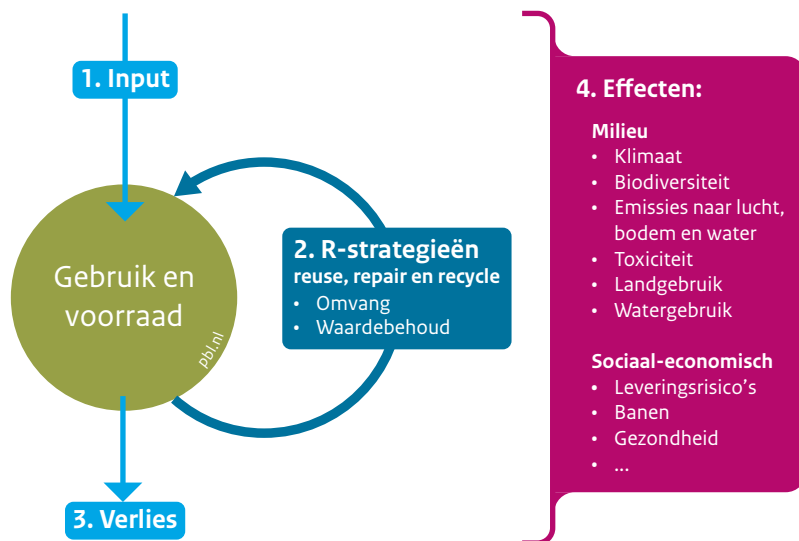 1. Input
Gebruik en
voorraad
pbl.nl
2. R-strategieën
reuse, repair en recycle
• Omvang
• Waardebehoud
3. Verlies
4. Effecten:
Milieu
• Klimaat
• Biodiversiteit
• Emissies naar lucht,
bodem en water
• Toxiciteit
• Landgebruik
• Watergebruik
Sociaal-economisch
• Leveringsrisico’s
• Banen
• Gezondheid
• ...